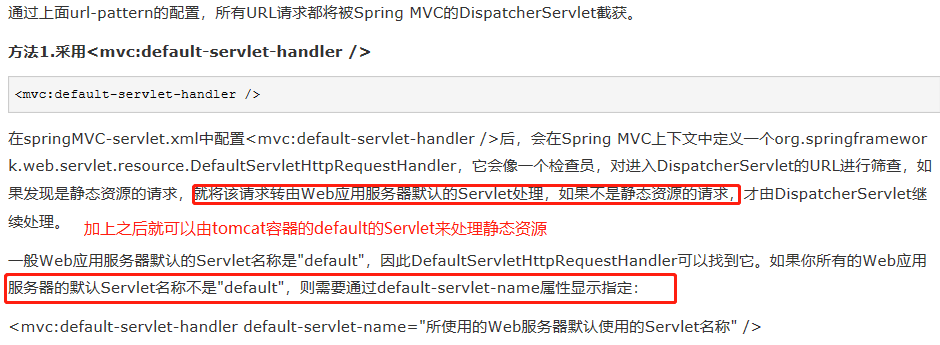 通过上面url-pattern的配置，所有URL请求都将被Spring MVC的DispatcherServlet截获。
方法1.采用<mvc:default-servlet-handler />
<mvc:default-servlet-handler />
在springMVC-servlet.xml中配置<mvc:default-servlet-handler />后，会在Spring MVC上下文中定义一个org.springframewor
k.web.servlet.resource.DefaultServletHttpRequestHandler，它会像一个检查员，对进入DispatcherServlet的URL进行筛查，如
果发现是静态资源的请求，就将该请求转由Web应用服务器默认的Servlet处理，如果不是静态资源的请求，才由DispatcherServlet继
续处理。
加上之后就可以由tomcat容器的default的Servlet来处理静态资源
一般Web应用服务器默认的Servlet名称是"default"，因此DefaultServletHttpRequestHandler可以找到它。如果你所有的Web应用
服务器的默认Servlet名称不是"default"，则需要通过default-servlet-name属性显示指定：
<mvc:default-servlet-handler default-servlet-name="所使用的Web服务器默认使用的Servlet名称" />